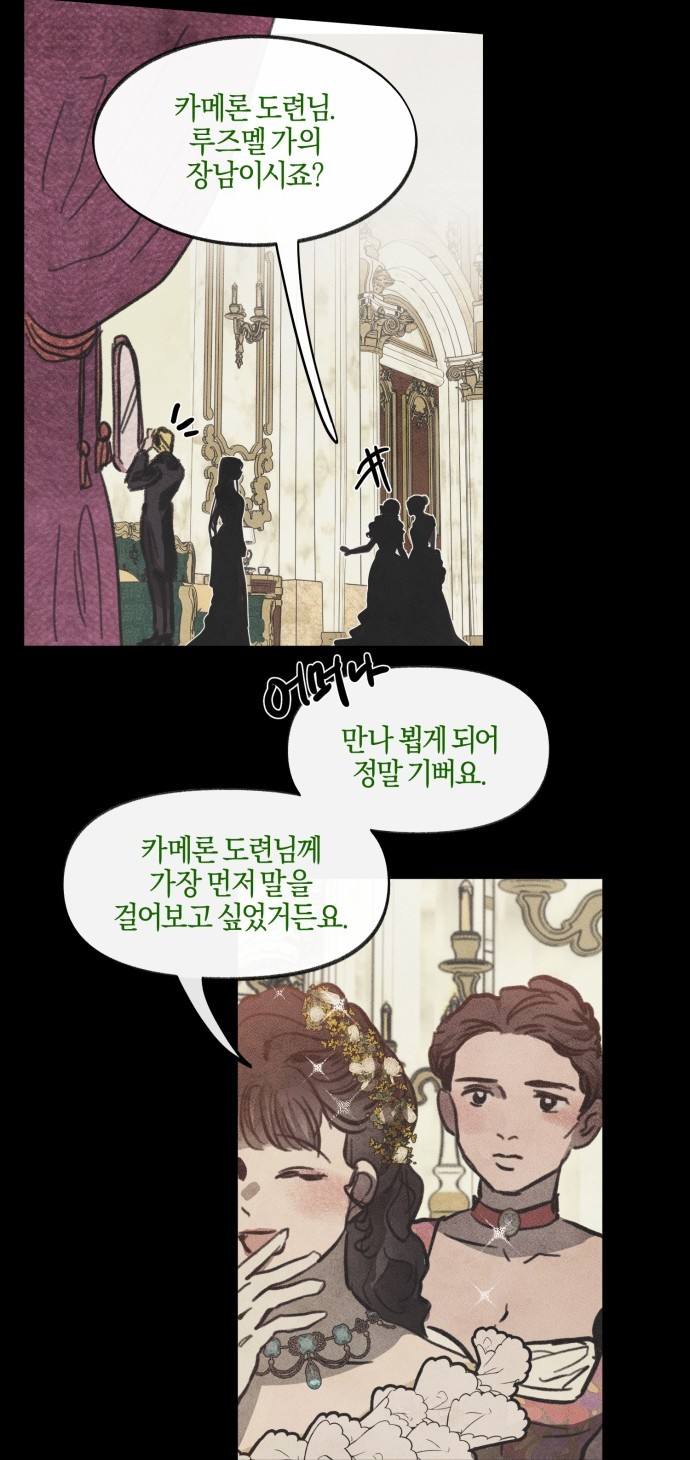 카메론 도련님.
루즈멜 가의
장남이시죠?
어머나
만나 뵙게 되어
정말 기뻐요.
카메론 도련님께
가장 먼저 말을
걸어보고 싶었거든요.